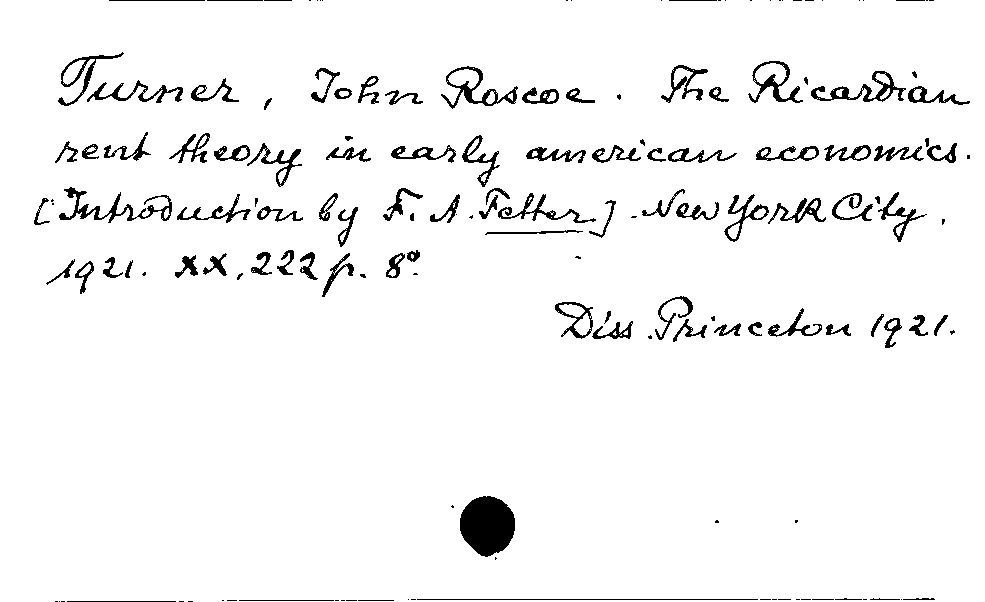 Turner, John Roscoe. The Ricardian
rent theory in early american economics.
[Introduction by F. A. Fetter]. New York City,
1921. XX, 222 p. 8°.
Diss. Princeton 1921.